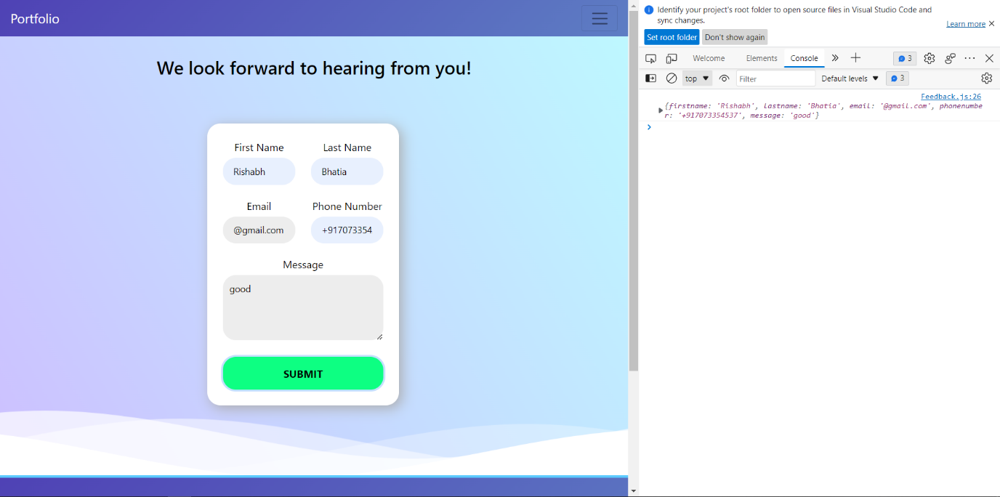 Portfolio
We look forward to hearing from you!
First Name
Last Name
Rishabh
Bhatia
Email
Phone Number
@gmail.com
+917073354
Message
good
SUBMIT
Identify your project's root folder to open source files in Visual Studio Code and
sync changes.
Learn more
Set root folder
Don't show again
Welcome
Elements
Console
3
top
Filter
Default levels
3
Feedback.js:26
{firstname: 'Rishabh', lastname: 'Bhatia', email: '@gmail.com', phonenumbe
r: '+917073354537', message: 'good'}